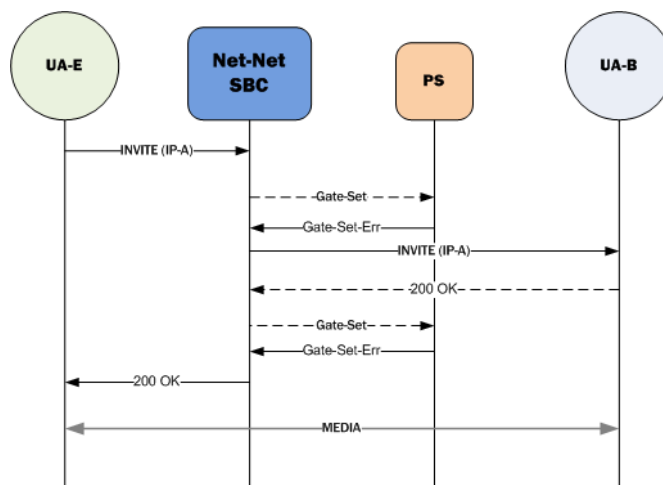 UA-E
Net-Net
SBC
PS
UA-B
INVITE (IP-A)
Gate-Set
Gate-Set-Err
INVITE (IP-A)
200 OK
Gate-Set
Gate-Set-Err
200 OK
MEDIA